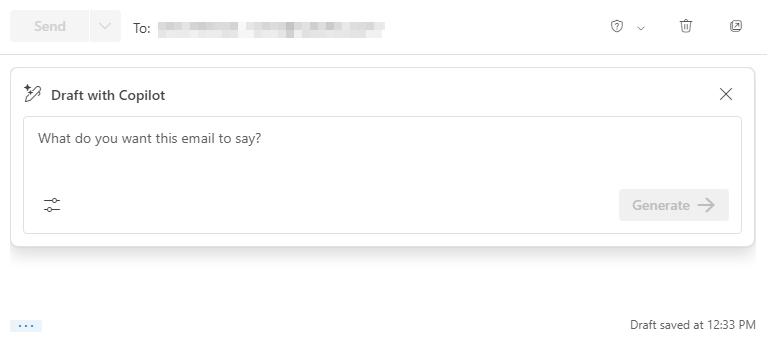 Send
To:
Draft with Copilot
What do you want this email to say?
Generate
Draft saved at 12:33 PM